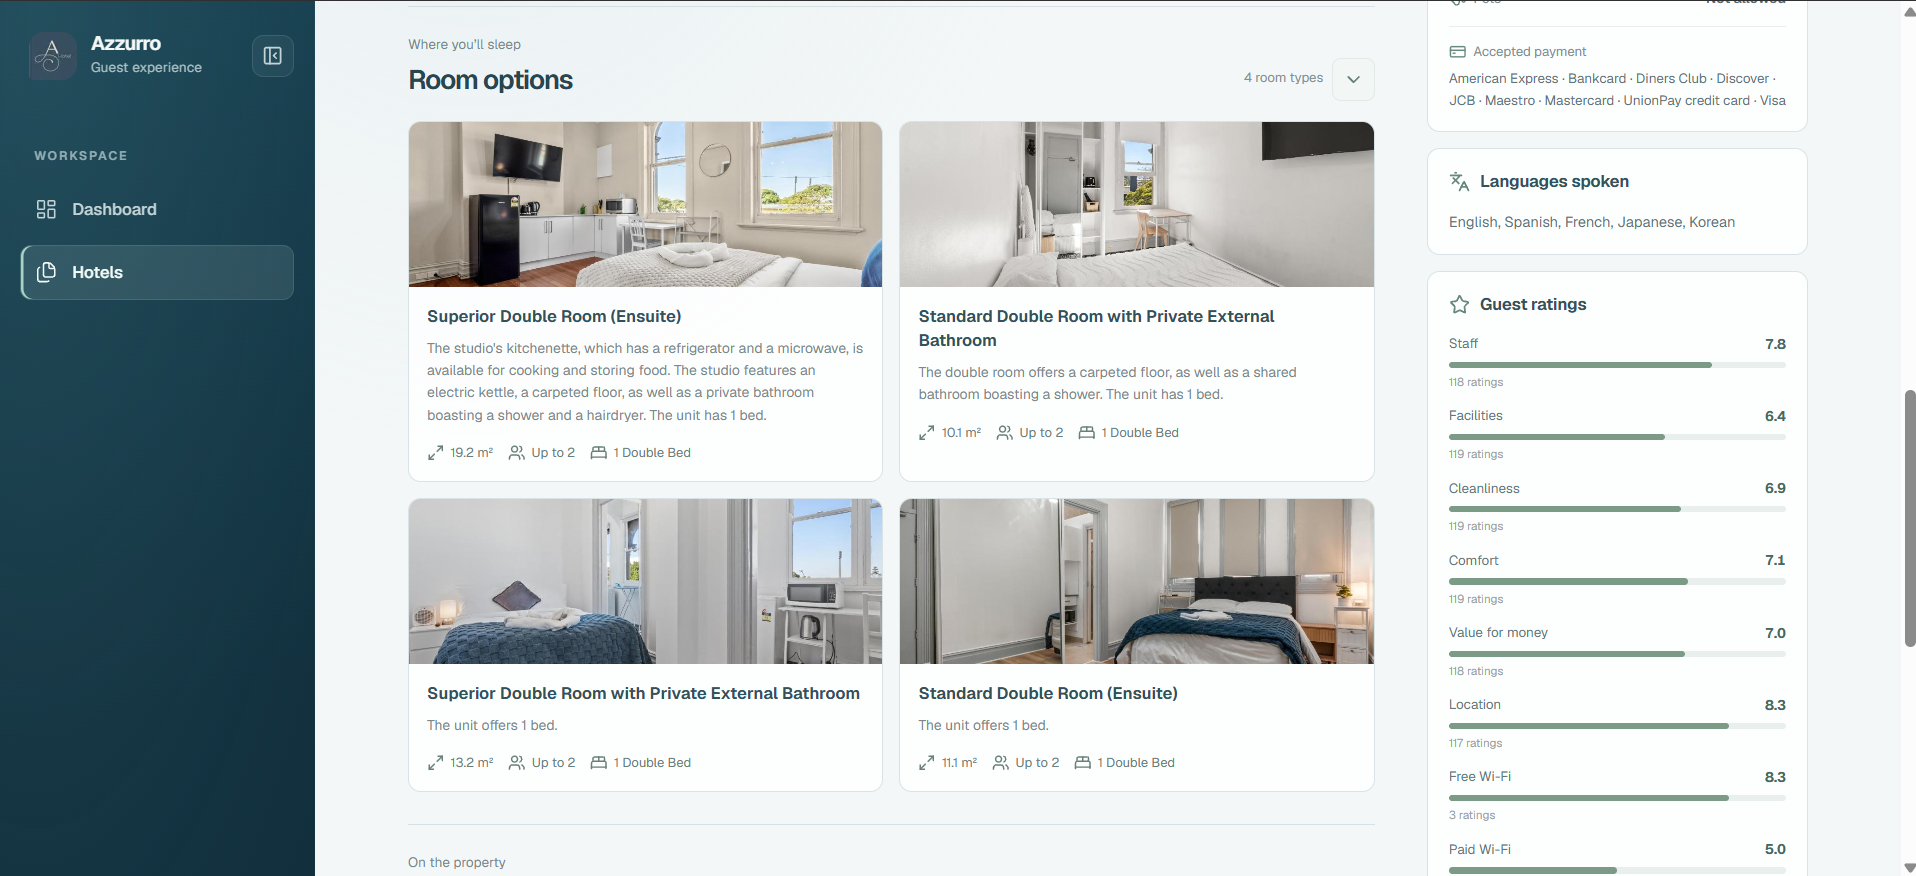 Azzurro
Guest experience
WORKSPACE
Dashboard
Hotels
Where you'll sleep
Room options
4 room types
Superior Double Room (Ensuite)
The studio's kitchenette, which has a refrigerator and a microwave, is
available for cooking and storing food. The studio features an
electric kettle, a carpeted floor, as well as a private bathroom
boasting a shower and a hairdryer. The unit has 1 bed.
19.2 m² Up to 2 1 Double Bed
Standard Double Room with Private External
Bathroom
The double room offers a carpeted floor, as well as a shared
bathroom boasting a shower. The unit has 1 bed.
10.1 m² Up to 2 1 Double Bed
Superior Double Room with Private External Bathroom
The unit offers 1 bed.
13.2 m² Up to 2 1 Double Bed
Standard Double Room (Ensuite)
The unit offers 1 bed.
11.1 m² Up to 2 1 Double Bed
On the property
Pets Not allowed
Accepted payment
American Express · Bankcard · Diners Club · Discover ·
JCB · Maestro · Mastercard · UnionPay credit card · Visa
Languages spoken
English, Spanish, French, Japanese, Korean
Guest ratings
Staff 7.8
118 ratings
Facilities 6.4
119 ratings
Cleanliness 6.9
119 ratings
Comfort 7.1
119 ratings
Value for money 7.0
118 ratings
Location 8.3
117 ratings
Free Wi-Fi 8.3
3 ratings
Paid Wi-Fi 5.0